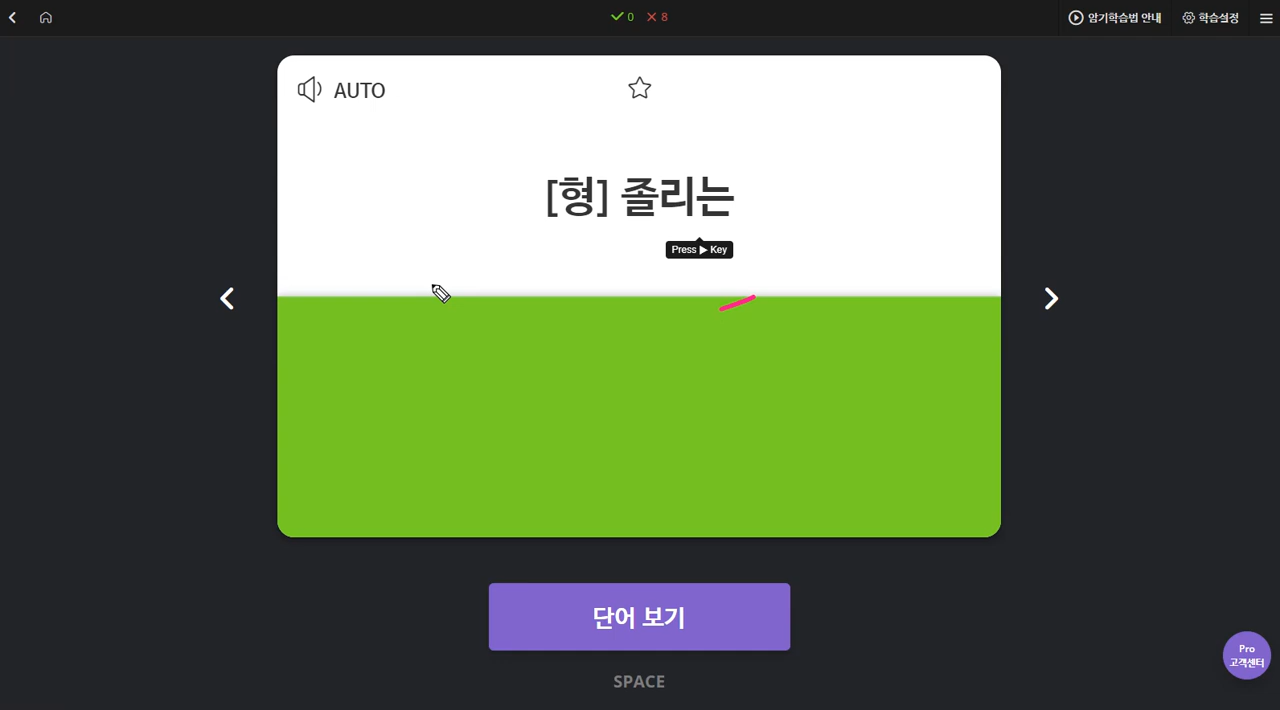 0 8 암기학습법 안내 학습설정
AUTO
[형] 졸리는
Press ▶ Key
단어 보기
Pro
고객센터
SPACE